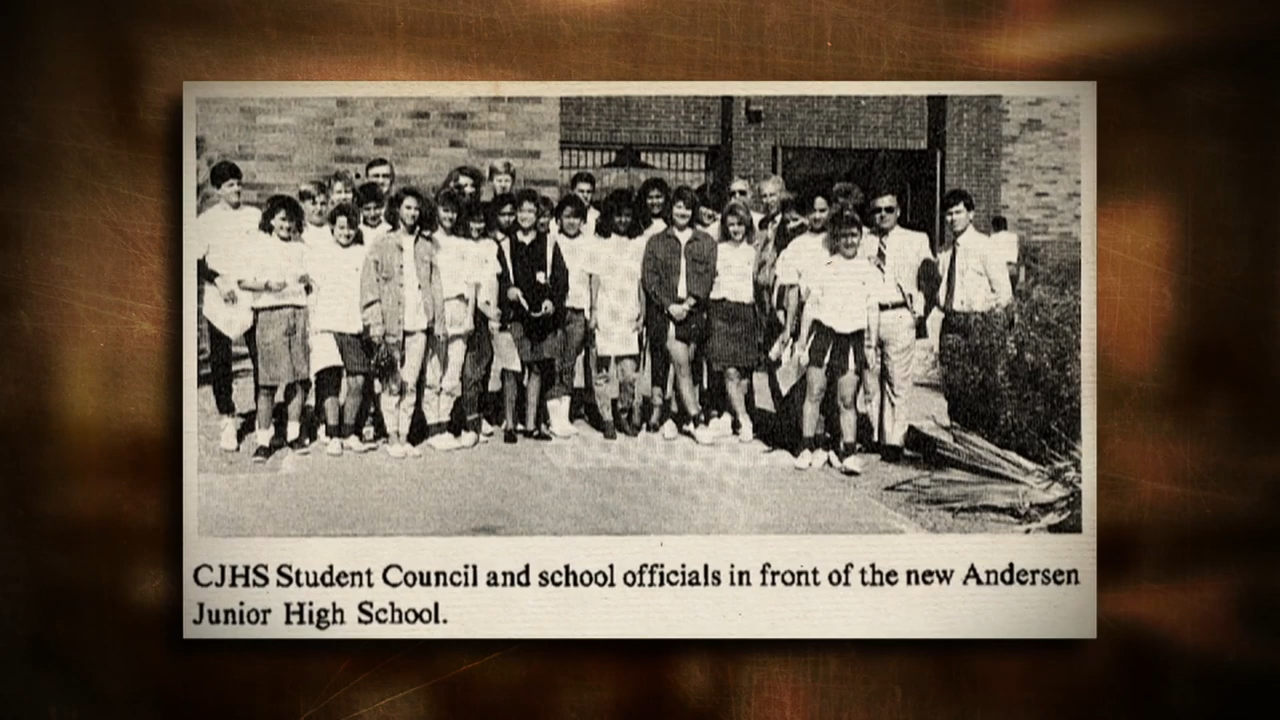 CJHS Student Council and school officials in front of the new Andersen
Junior High School.